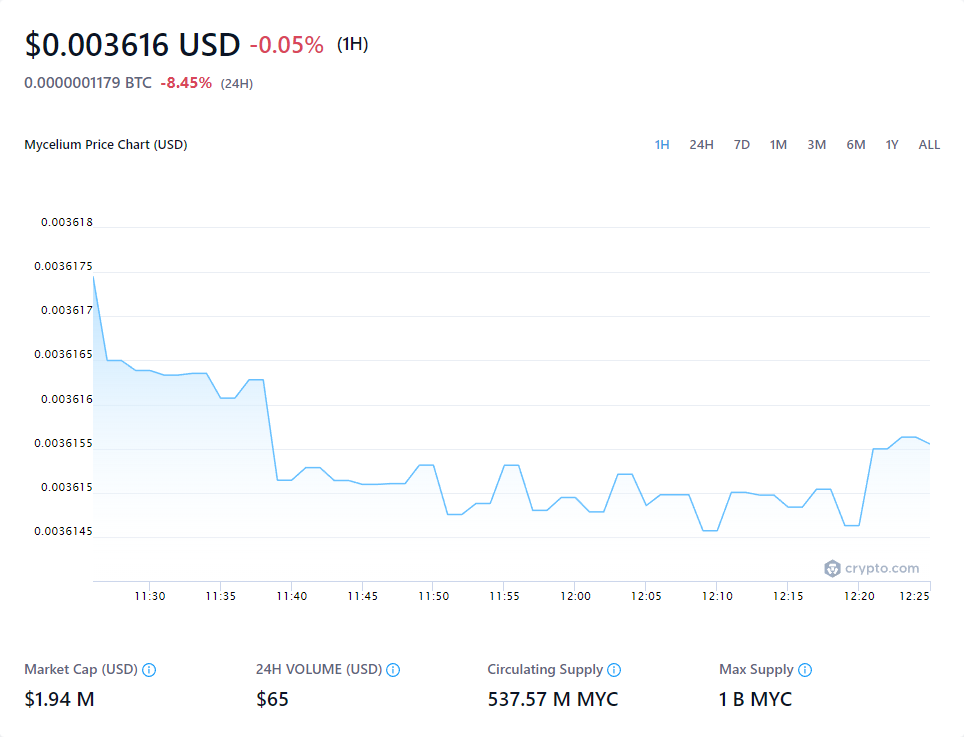 $0.003616 USD -0.05% (1H)
0.0000001179 BTC -8.45% (24H)
Mycelium Price Chart (USD) 1H 24H 7D 1M 3M 6M 1Y ALL
0.003618
0.0036175
0.003617
0.0036165
0.003616
0.0036155
0.003615
0.0036145
crypto.com
11:30 11:35 11:40 11:45 11:50 11:55 12:00 12:05 12:10 12:15 12:20 12:25
Market Cap (USD) 24H VOLUME (USD) Circulating Supply Max Supply
$1.94 M $65 537.57 M MYC 1 B MYC